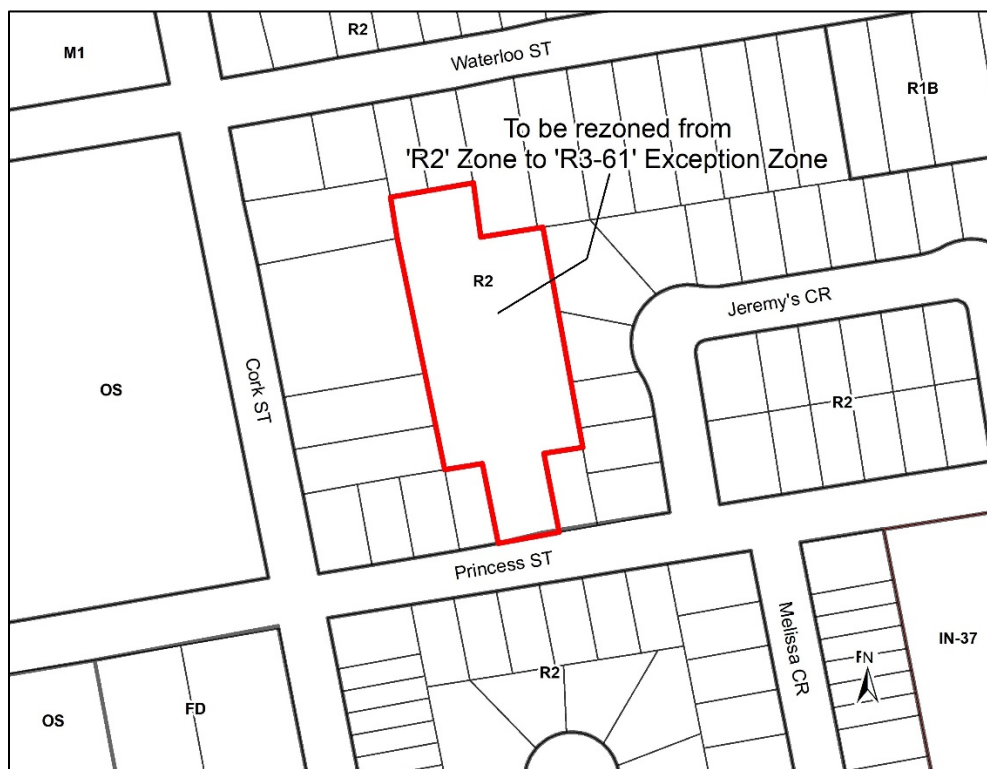 R2
M1
Waterloo ST
R1B
To be rezoned from
'R2' Zone to 'R3-61' Exception Zone
R2
Jeremy's CR
OS
Cork ST
R2
Princess ST
Melissa CR
IN-37
N
R2
FD
OS